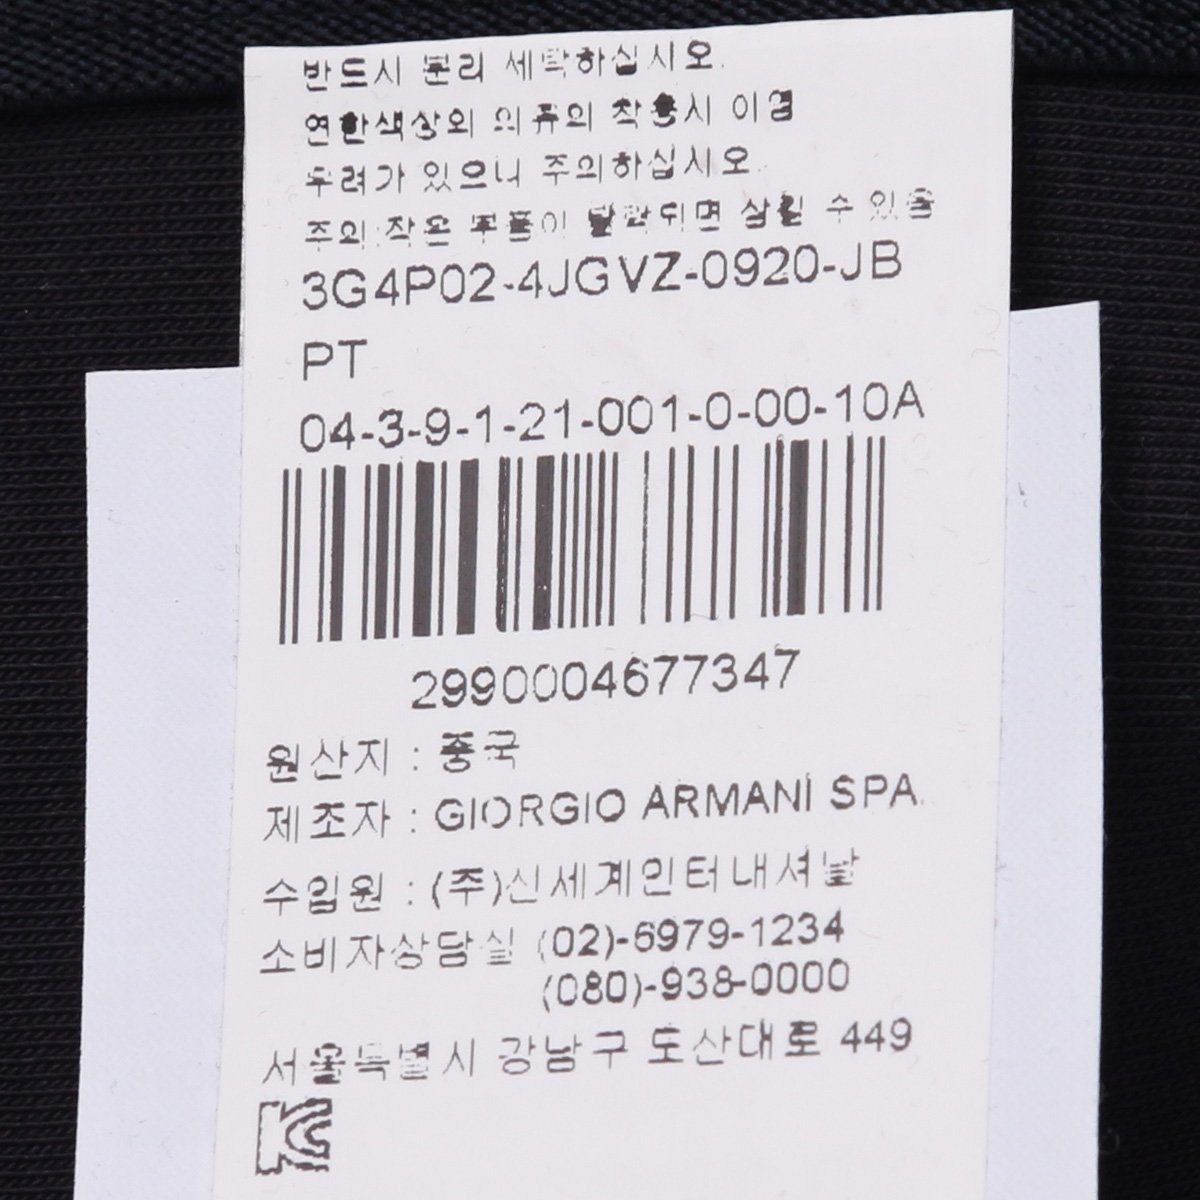 반드시 분리 세탁하십시오.
연한색상의 의류의 착용시 이염
우려가 있으니 주의하십시오.
주의:작은 부품이 탈락되면 삼킬 수 있음
3G4P02-4JGVZ-0920-JB
PT
04-3-9-1-21-001-0-00-10A
2990004677347
원산지 : 중국
제조자 : GIORGIO ARMANI SPA.
수입원 : (주)신세계인터내셔날
소비자상담실 (02)-6979-1234
(080)-938-0000
서울특별시 강남구 도산대로 449